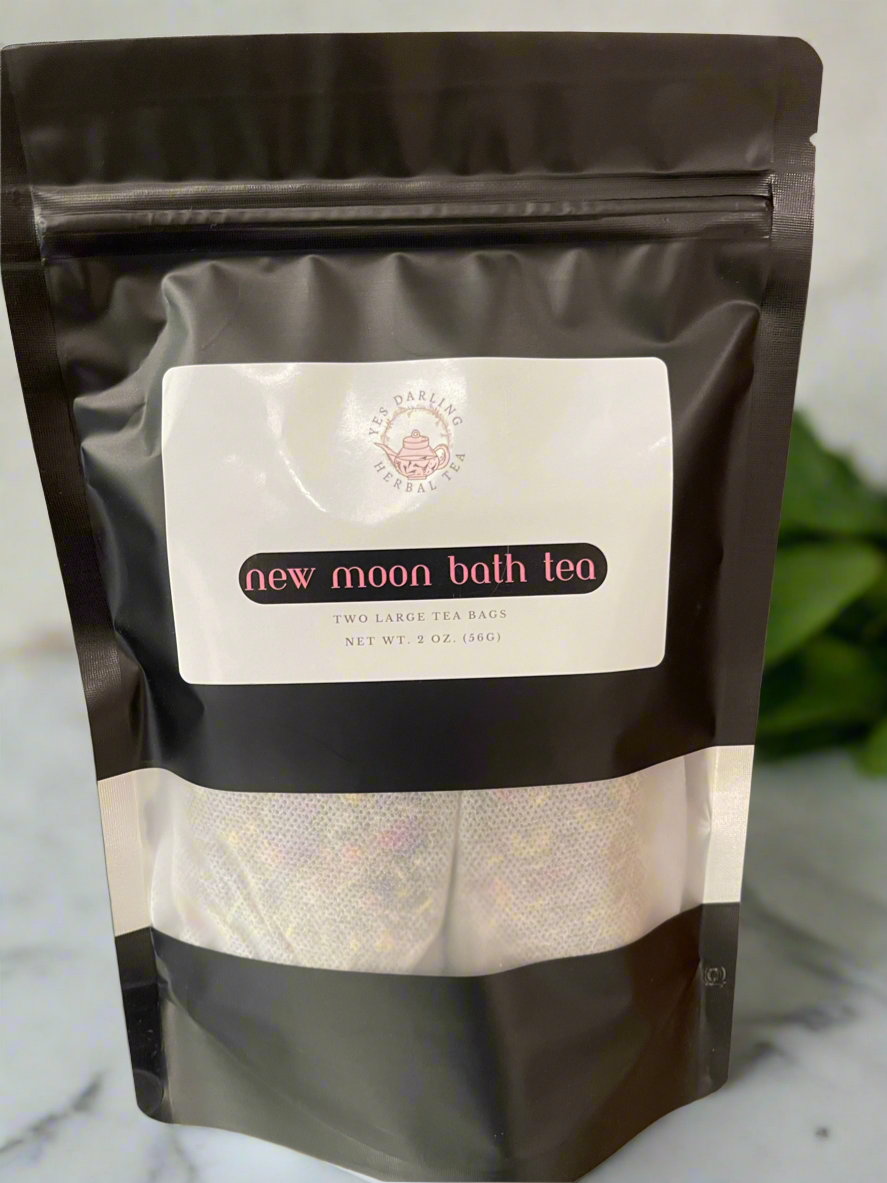 YES DARLING
HERBAL TEA
new moon bath tea
TWO LARGE TEA BAGS
NET WT. 2 OZ. (56G)